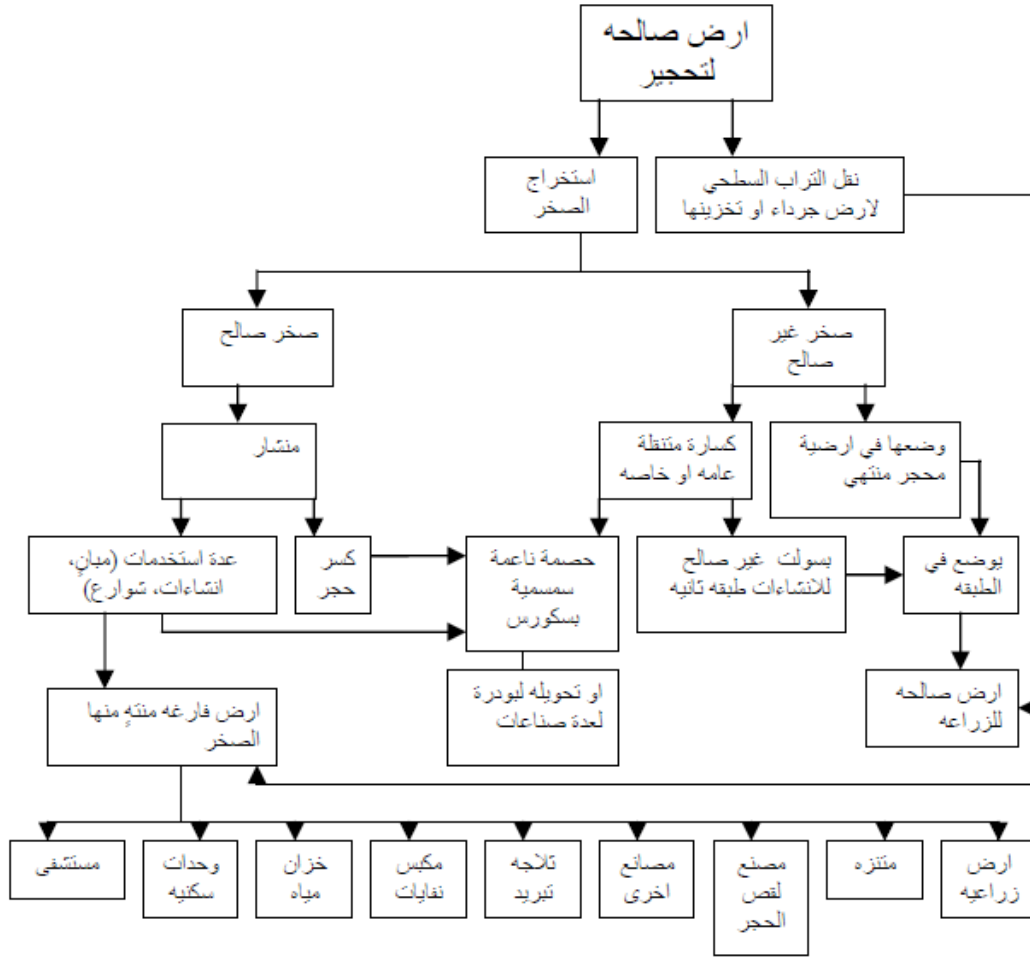 ارض صالحه
لتحجير
نقل التراب السطحي
لارض جرداء او تخزينها
استخراج
الصخر
صخر غير
صالح
صخر صالح
وضعها في ارضية
محجر منتهي
كسارة متنقلة
عامه او خاصه
منشار
يوضع في
الطبقه
بسولت غير صالح
للانشاءات طبقه ثانيه
حصمة ناعمة
سمسمية
بسكورس
كسر
حجر
عدة استخدمات (مبانٍ،
انشاءات، شوارع)
ارض صالحه
للزراعه
او تحويله لبودرة
لعدة صناعات
ارض فارغه منتهٍ منها
الصخر
ارض
زراعيه
متنزه
مصنع
لقص
الحجر
مصانع
اخرى
ثلاجه
تبريد
مكبس
نفايات
خزان
مياه
وحدات
سكنيه
مستشفى